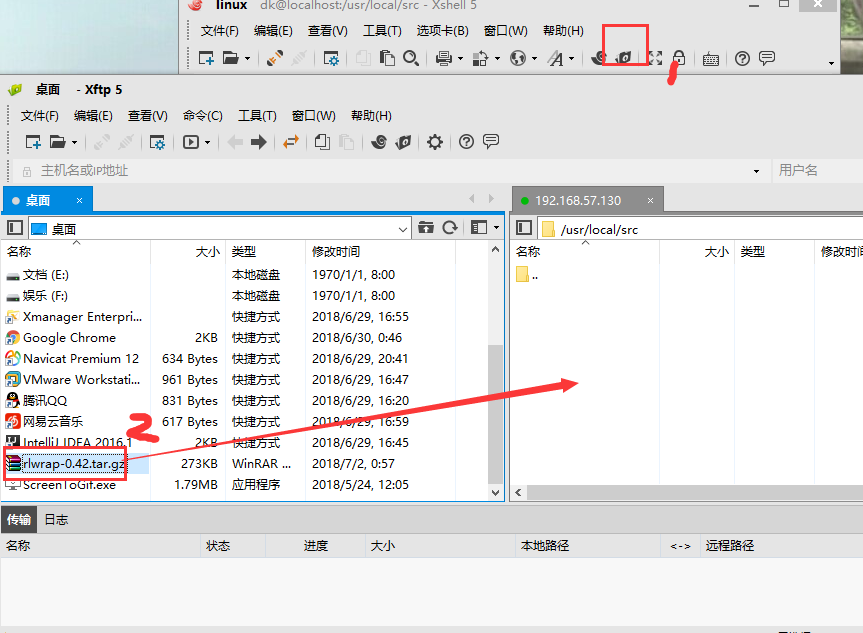 linux dk@localhost:/usr/local/src - Xshell 5
文件(F) 编辑(E) 查看(V) 工具(T) 选项卡(B) 窗口(W) 帮助(H)
1
桌面 - Xftp 5
文件(F) 编辑(E) 查看(V) 命令(C) 工具(T) 窗口(W) 帮助(H)
主机名或IP地址 用户名
桌面 × 192.168.57.130 ×
桌面 /usr/local/src
名称 大小 类型 修改时间 名称 大小 类型 修改时间
文档 (E:) 本地磁盘 1970/1/1, 8:00 ..
娱乐 (F:) 本地磁盘 1970/1/1, 8:00
Xmanager Enterpri... 快捷方式 2018/6/29, 16:55
Google Chrome 2KB 快捷方式 2018/6/30, 0:46
Navicat Premium 12 634 Bytes 快捷方式 2018/6/29, 20:41
VMware Workstati... 961 Bytes 快捷方式 2018/6/29, 16:47
腾讯QQ 831 Bytes 快捷方式 2018/6/29, 16:20
网易云音乐 617 Bytes 快捷方式 2018/6/29, 16:59
2
IntelliJ IDEA 2016.1 2KB 快捷方式 2018/6/29, 16:45
rlwrap-0.42.tar.gz 273KB WinRAR ... 2018/7/2, 0:57
ScreenToGif.exe 1.79MB 应用程序 2018/5/24, 12:05
传输 日志
名称 状态 进度 大小 本地路径 <-> 远程路径